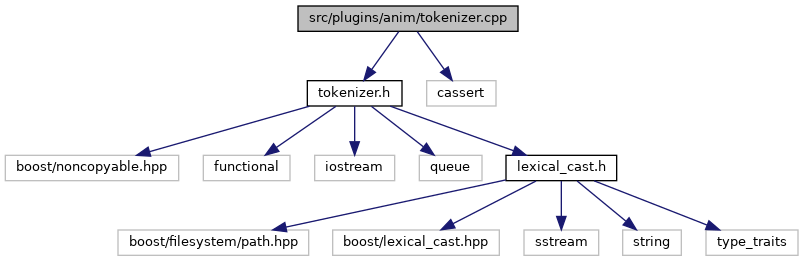 src/plugins/anim/tokenizer.cpp
tokenizer.h
cassert
boost/noncopyable.hpp
functional
iostream
queue
lexical_cast.h
boost/filesystem/path.hpp
boost/lexical_cast.hpp
sstream
string
type_traits